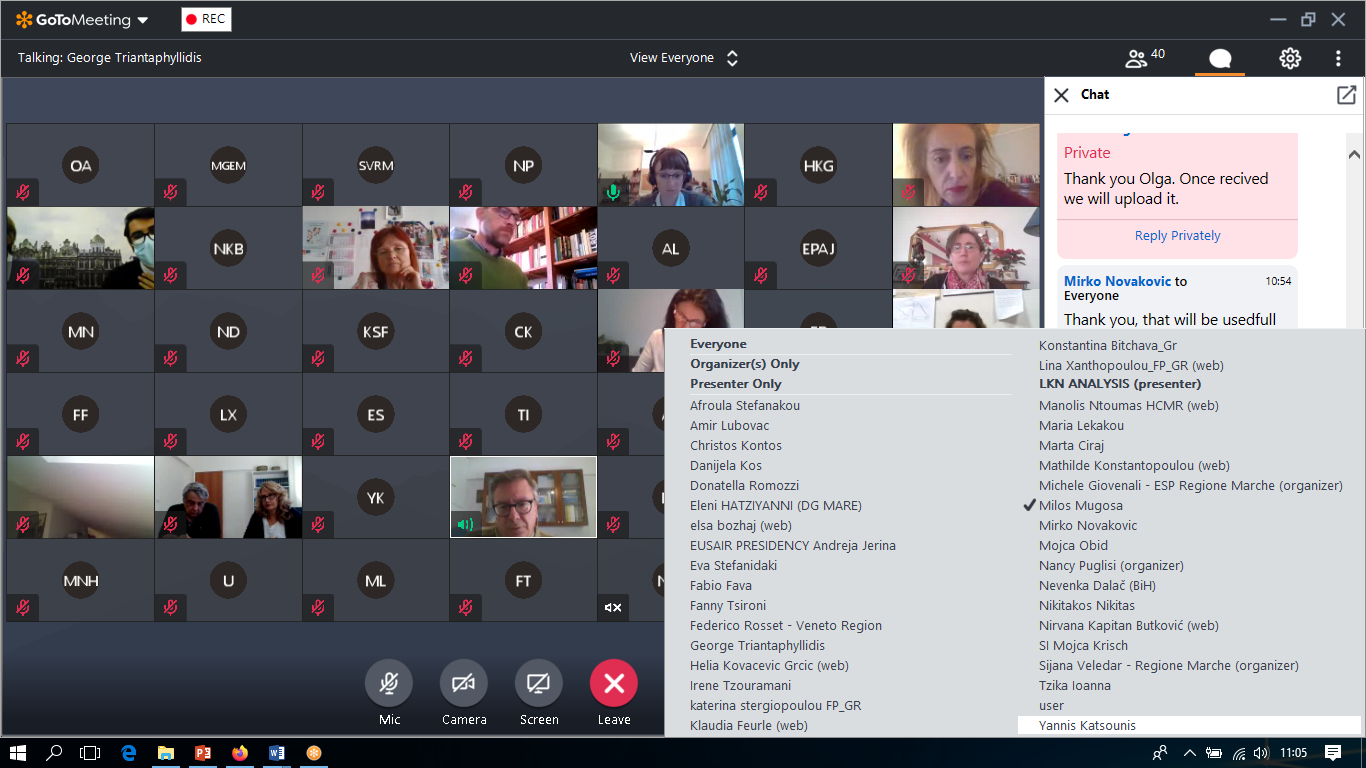 GoToMeeting
REC
Talking: George Triantaphyllidis
View Everyone
40
Chat
OA
MGEM
SVRM
NP
HKG
NKB
AL
EPAJ
MN
ND
KSF
CK
FF
LX
ES
TI
YK
MNH
U
ML
FT
Private
Thank you Olga. Once recived
we will upload it.
Reply Privately
Mirko Novakovic to
Everyone
10:54
Thank you, that will be usedfull
Everyone
Organizer(s) Only
Presenter Only
Afroula Stefanakou
Amir Lubovac
Christos Kontos
Danijela Kos
Donatella Romozzi
Eleni HATZIYANNI (DG MARE)
elsa bozhaj (web)
EUSAIR PRESIDENCY Andreja Jerina
Eva Stefanidaki
Fabio Fava
Fanny Tsironi
Federico Rosset - Veneto Region
George Triantaphyllidis
Helia Kovacevic Grcic (web)
Irene Tzouramani
katerina stergiopoulou FP_GR
Klaudia Feurle (web)
Konstantina Bitchava_Gr
Lina Xanthopoulou_FP_GR (web)
LKN ANALYSIS (presenter)
Manolis Ntoumas HCMR (web)
Maria Lekakou
Marta Ciraj
Mathilde Konstantopoulou (web)
Michele Giovenali - ESP Regione Marche (organizer)
Milos Mugosa
Mirko Novakovic
Mojca Obid
Nancy Puglisi (organizer)
Nevenka Dalač (BiH)
Nikitakos Nikitas
Nirvana Kapitan Butković (web)
SI Mojca Krisch
Sijana Veledar - Regione Marche (organizer)
Tzika Ioanna
user
Yannis Katsounis
Mic
Camera
Screen
Leave
11:05